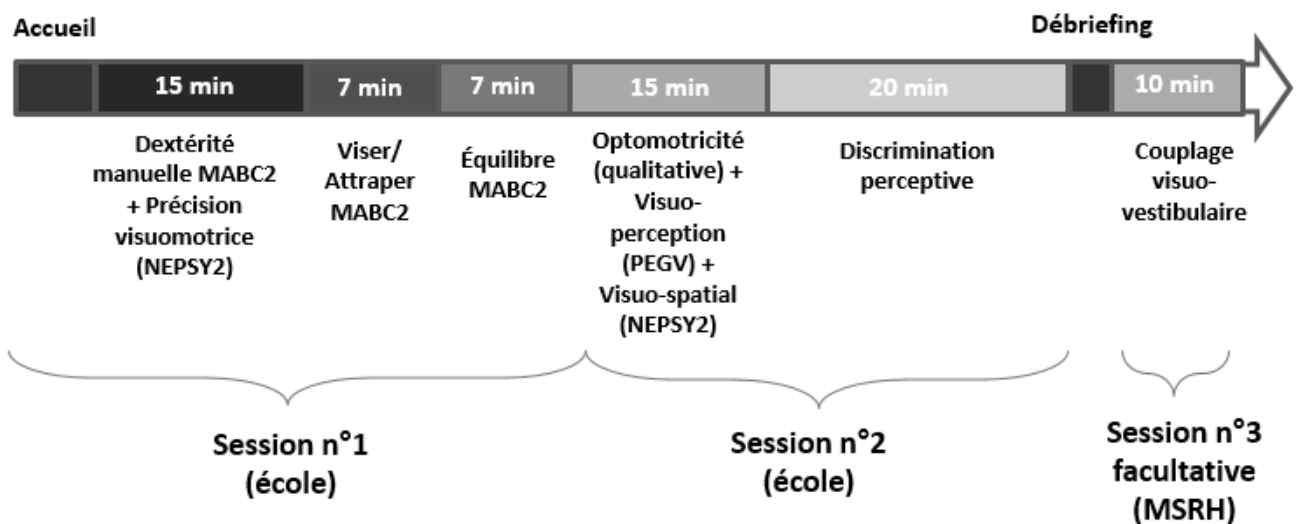 Accueil
Débriefing
15 min
7 min
7 min
15 min
20 min
10 min
Dextérité
manuelle MABC2
+ Précision
visuomotrice
(NEPSY2)
Viser/
Attraper
MABC2
Équilibre
MABC2
Optomotricité
(qualitative) +
Visuo-
perception
(PEGV) +
Visuo-spatial
(NEPSY2)
Discrimination
perceptive
Couplage
visuo-
vestibulaire
Session n°1
(école)
Session n°2
(école)
Session n°3
facultative
(MSRH)